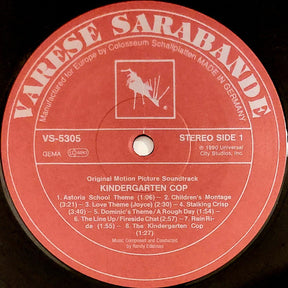 VARESE SARABANDE
Manufactured for Europe by Colosseum Schallplatten MADE IN GERMANY
VS-5305
STEREO SIDE 1
GEMA
℗ 1990 Universal
City Studios, Inc.
Original Motion Picture Soundtrack
KINDERGARTEN COP
1. Astoria School Theme (1:06) – 2. Children's Montage
(3:21) – 3. Love Theme (Joyce) (2:30) – 4. Stalking Crisp
(3:40) – 5. Dominic's Theme/A Rough Day (1:54) –
6. The Line Up/Fireside Chat (2:57) – 7. Rain Ri-
de (1:55) – 8. The Kindergarten Cop
(1:27)
Music Composed and Conducted
by Randy Edelman